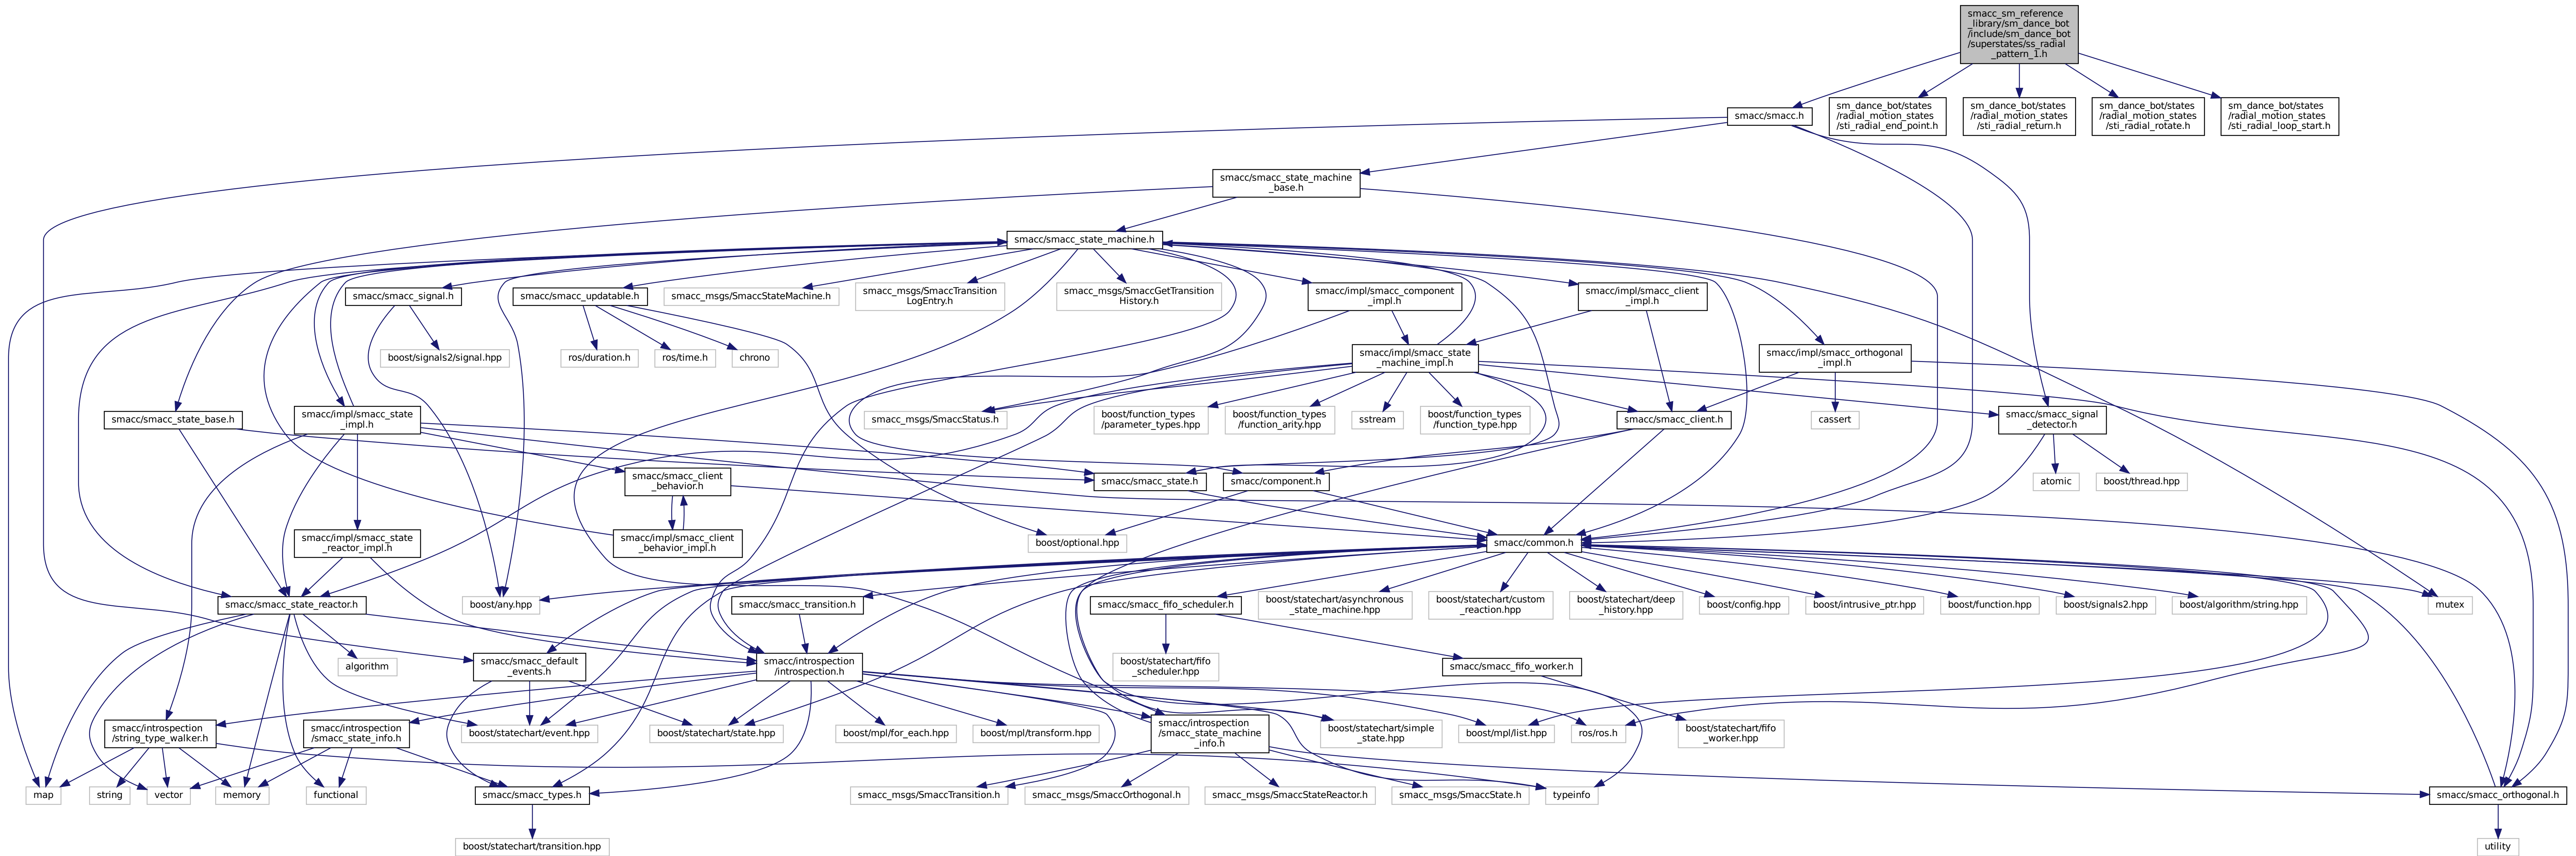 smacc_sm_reference
_library/sm_dance_bot
/include/sm_dance_bot
/superstates/ss_radial
_pattern_1.h
smacc/smacc.h
sm_dance_bot/states
/radial_motion_states
/sti_radial_end_point.h
sm_dance_bot/states
/radial_motion_states
/sti_radial_return.h
sm_dance_bot/states
/radial_motion_states
/sti_radial_rotate.h
sm_dance_bot/states
/radial_motion_states
/sti_radial_loop_start.h
smacc/smacc_state_machine
_base.h
smacc/smacc_state_machine.h
smacc/smacc_signal.h
smacc/smacc_updatable.h
smacc_msgs/SmaccStateMachine.h
smacc_msgs/SmaccTransition
LogEntry.h
smacc_msgs/SmaccGetTransition
History.h
smacc/impl/smacc_component
_impl.h
smacc/impl/smacc_client
_impl.h
boost/signals2/signal.hpp
ros/duration.h
ros/time.h
chrono
smacc/impl/smacc_state
_machine_impl.h
smacc/impl/smacc_orthogonal
_impl.h
smacc/smacc_state_base.h
smacc/impl/smacc_state
_impl.h
smacc_msgs/SmaccStatus.h
boost/function_types
/parameter_types.hpp
boost/function_types
/function_arity.hpp
sstream
boost/function_types
/function_type.hpp
smacc/smacc_client.h
cassert
smacc/smacc_signal
_detector.h
smacc/smacc_client
_behavior.h
smacc/smacc_state.h
smacc/component.h
atomic
boost/thread.hpp
smacc/impl/smacc_state
_reactor_impl.h
smacc/impl/smacc_client
_behavior_impl.h
boost/optional.hpp
smacc/common.h
smacc/smacc_state_reactor.h
boost/any.hpp
smacc/smacc_transition.h
smacc/smacc_fifo_scheduler.h
boost/statechart/asynchronous
_state_machine.hpp
boost/statechart/custom
_reaction.hpp
boost/statechart/deep
_history.hpp
boost/config.hpp
boost/intrusive_ptr.hpp
boost/function.hpp
boost/signals2.hpp
boost/algorithm/string.hpp
mutex
algorithm
smacc/smacc_default
_events.h
smacc/introspection
/introspection.h
boost/statechart/fifo
_scheduler.hpp
smacc/smacc_fifo_worker.h
smacc/introspection
/string_type_walker.h
smacc/introspection
/smacc_state_info.h
boost/statechart/event.hpp
boost/statechart/state.hpp
boost/mpl/for_each.hpp
boost/mpl/transform.hpp
smacc/introspection
/smacc_state_machine
_info.h
boost/statechart/simple
_state.hpp
boost/mpl/list.hpp
ros/ros.h
boost/statechart/fifo
_worker.hpp
map
string
vector
memory
functional
smacc/smacc_types.h
smacc_msgs/SmaccTransition.h
smacc_msgs/SmaccOrthogonal.h
smacc_msgs/SmaccStateReactor.h
smacc_msgs/SmaccState.h
typeinfo
smacc/smacc_orthogonal.h
boost/statechart/transition.hpp
utility